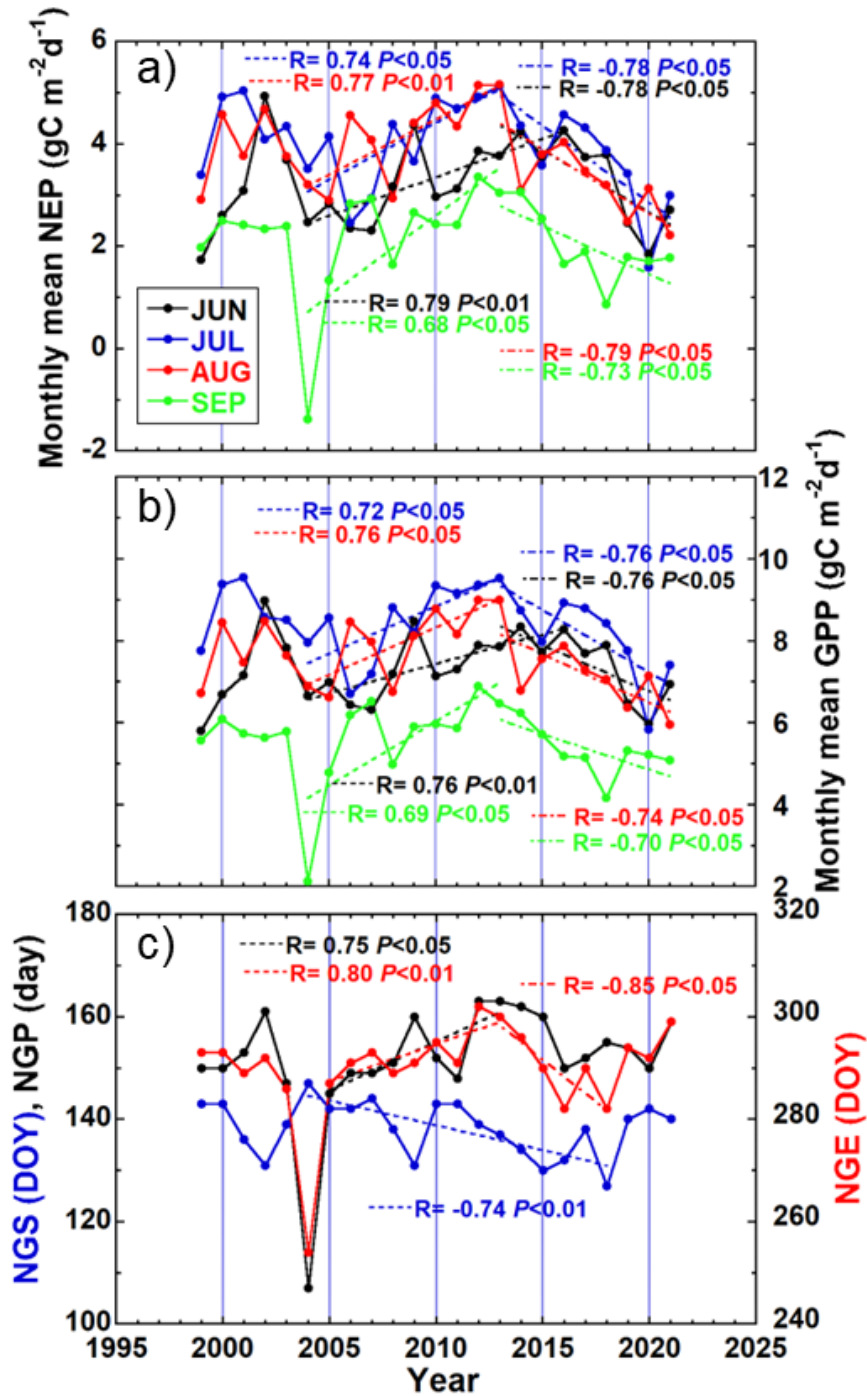 a)
Monthly mean NEP (gC m⁻²d⁻¹)
6
4
2
0
-2
R= 0.74 P<0.05
R= 0.77 P<0.01
R= -0.78 P<0.05
R= -0.78 P<0.05
JUN
JUL
AUG
SEP
R= 0.79 P<0.01
R= 0.68 P<0.05
R= -0.79 P<0.05
R= -0.73 P<0.05
b)
Monthly mean GPP (gC m⁻²d⁻¹)
12
10
8
6
4
2
R= 0.72 P<0.05
R= 0.76 P<0.05
R= -0.76 P<0.05
R= -0.76 P<0.05
R= 0.76 P<0.01
R= 0.69 P<0.05
R= -0.74 P<0.05
R= -0.70 P<0.05
c)
NGS (DOY), NGP (day)
180
160
140
120
100
NGE (DOY)
320
300
280
260
240
R= 0.75 P<0.05
R= 0.80 P<0.01
R= -0.85 P<0.05
R= -0.74 P<0.01
1995 2000 2005 2010 2015 2020 2025
Year